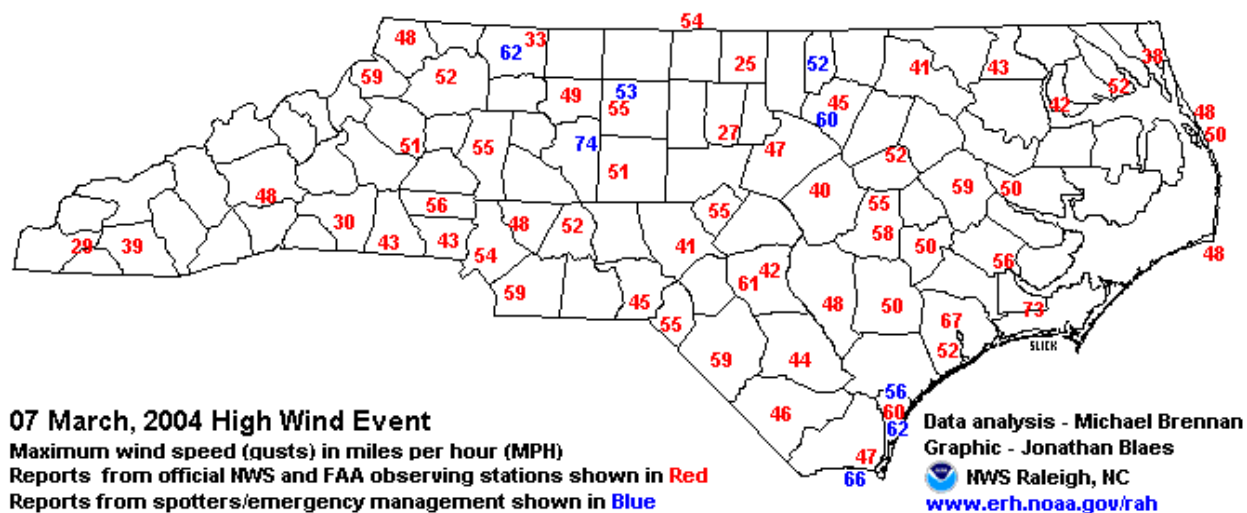 54
48 33 38
62 52 41 43
59 52 25 52
49 53 45 42 48
55 60 50
51 55 74 27 47 52
51 40 59 50
48 56 55 55
30 48 52 58 50
28 39 43 43 54 41 42 56 48
59 45 61 48 50 73
55 67
59 44 52 SLICK
46 56
60
62
47
66
07 March, 2004 High Wind Event
Maximum wind speed (gusts) in miles per hour (MPH)
Reports from official NWS and FAA observing stations shown in Red
Reports from spotters/emergency management shown in Blue
Data analysis - Michael Brennan
Graphic - Jonathan Blaes
NWS Raleigh, NC
www.erh.noaa.gov/rah